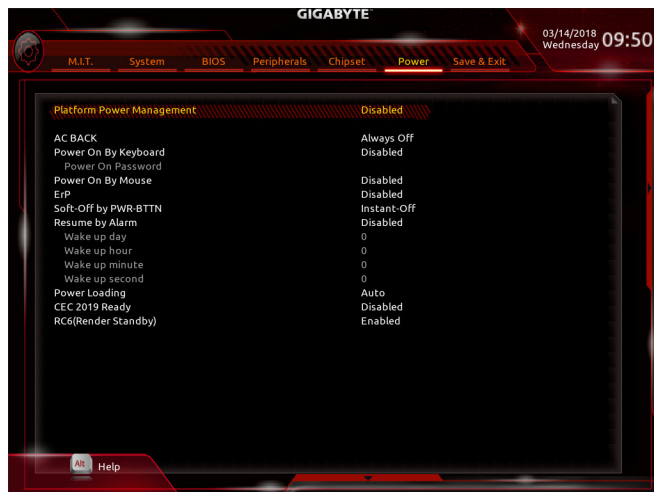 GIGABYTE™
03/14/2018
Wednesday 09:50
M.I.T. System BIOS Peripherals Chipset Power Save & Exit
Platform Power Management Disabled
AC BACK Always Off
Power On By Keyboard Disabled
Power On Password
Power On By Mouse Disabled
ErP Disabled
Soft-Off by PWR-BTTN Instant-Off
Resume by Alarm Disabled
Wake up day 0
Wake up hour 0
Wake up minute 0
Wake up second 0
Power Loading Auto
CEC 2019 Ready Disabled
RC6(Render Standby) Enabled
Alt Help